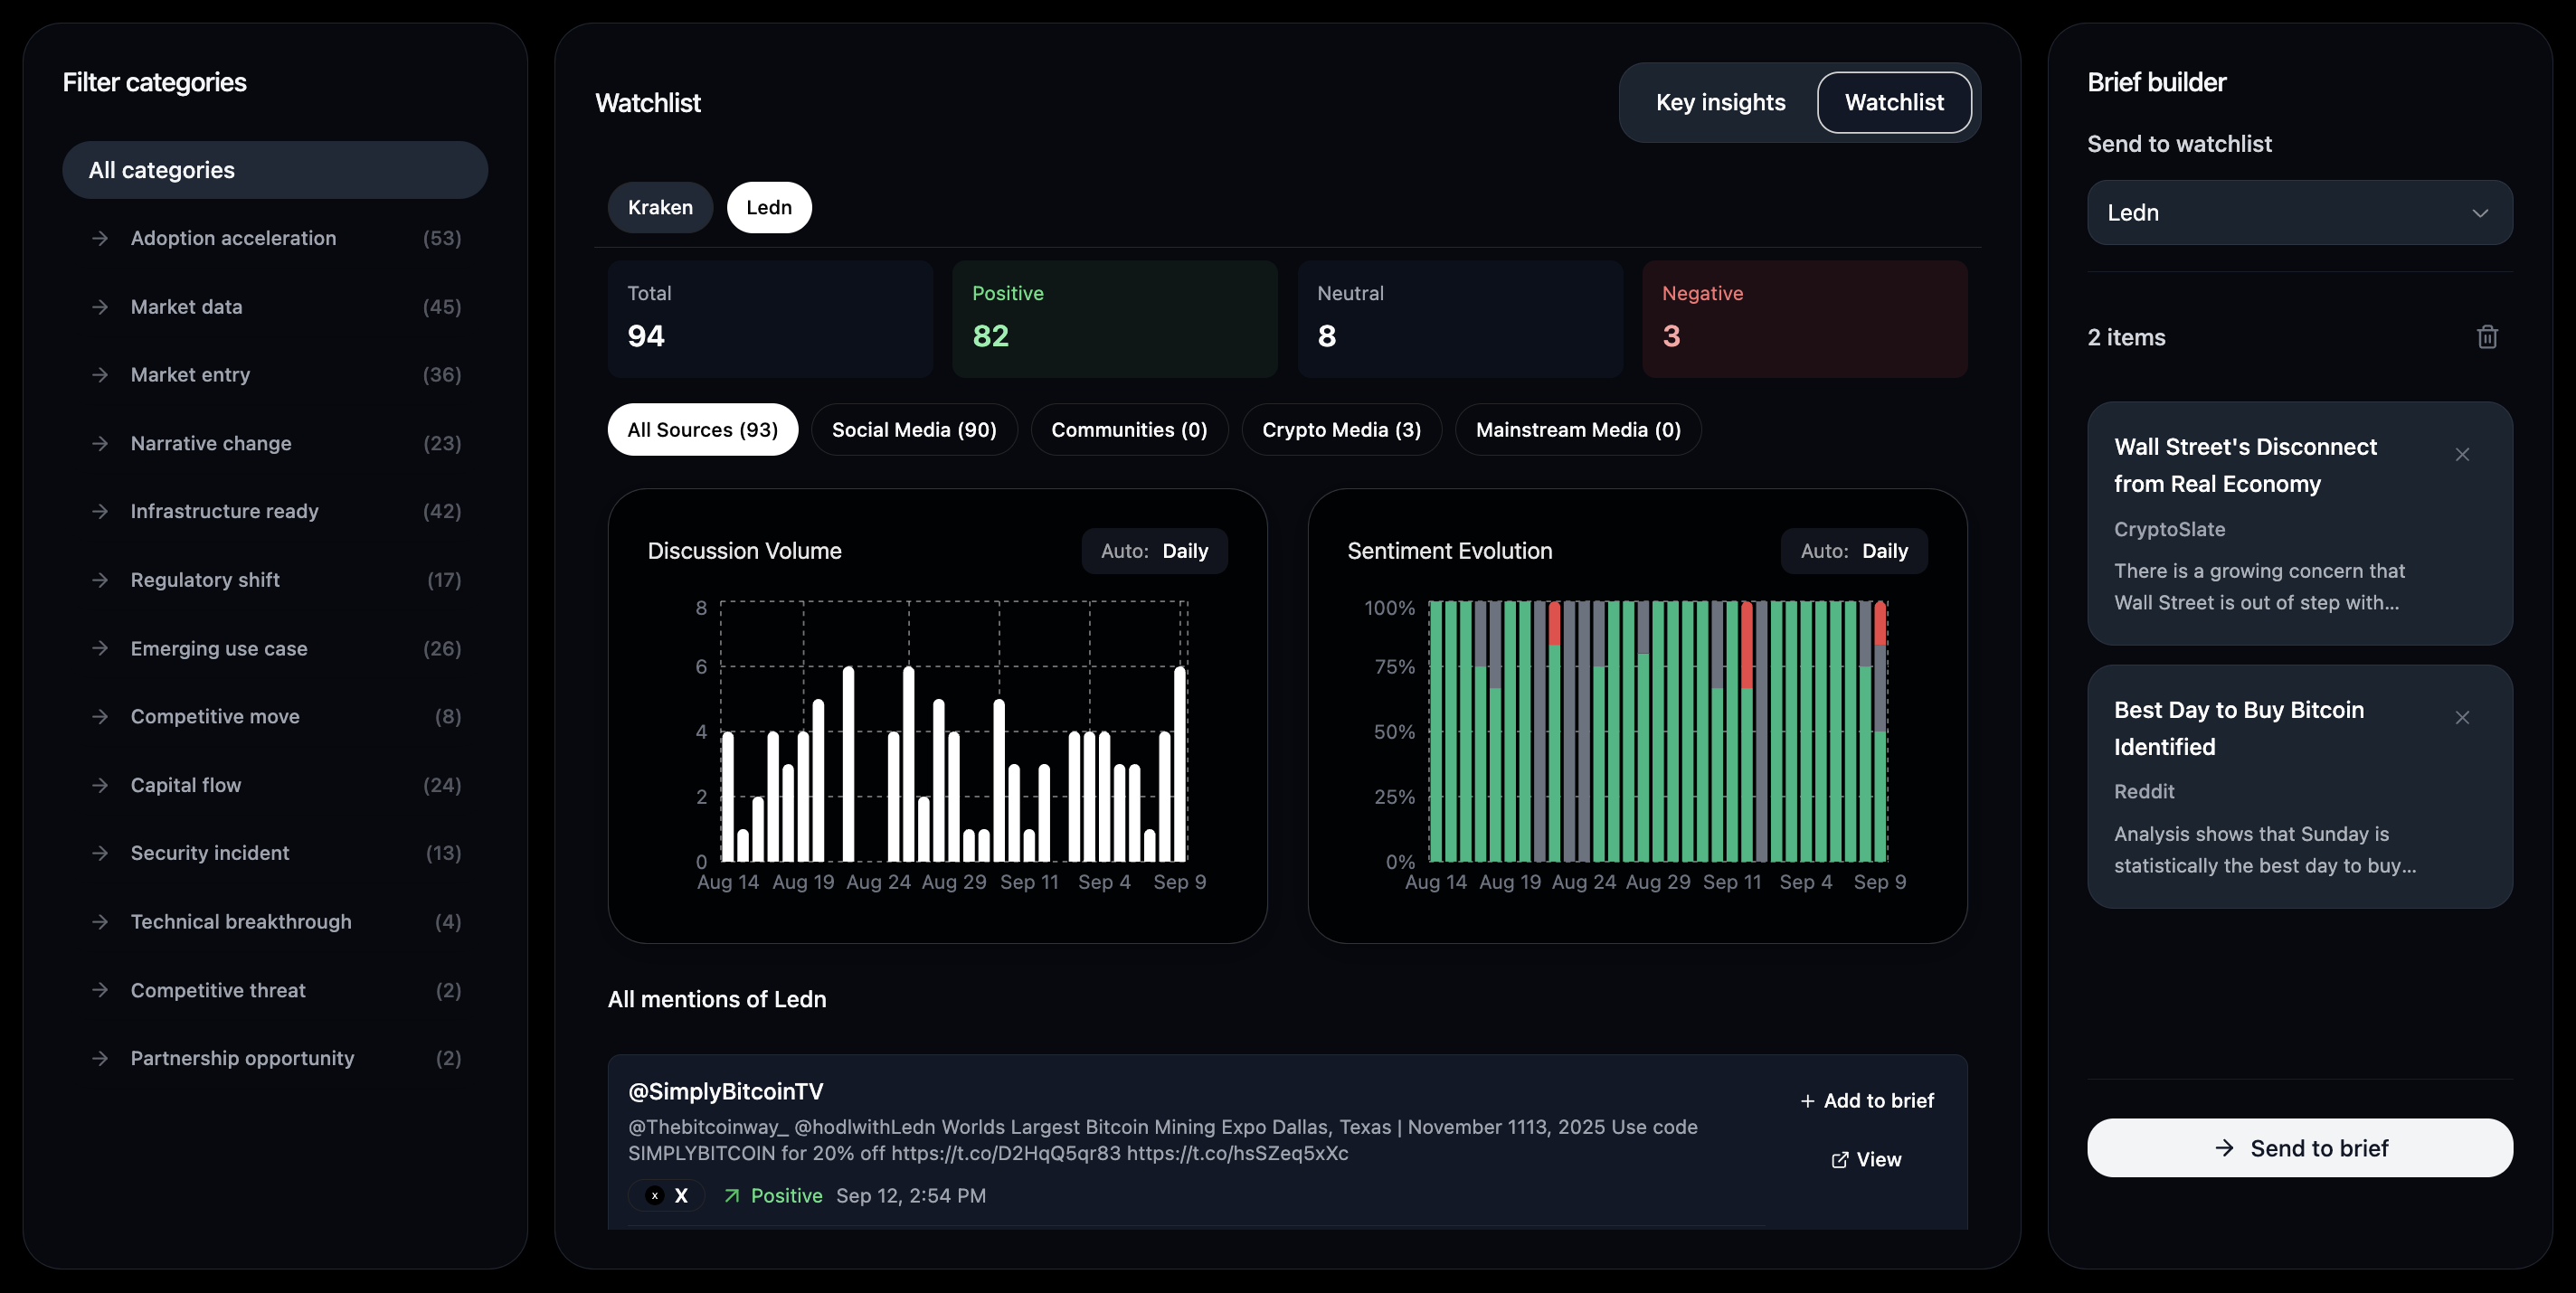 Filter categories
All categories
Adoption acceleration (53)
Market data (45)
Market entry (36)
Narrative change (23)
Infrastructure ready (42)
Regulatory shift (17)
Emerging use case (26)
Competitive move (8)
Capital flow (24)
Security incident (13)
Technical breakthrough (4)
Competitive threat (2)
Partnership opportunity (2)
Watchlist
Key insights Watchlist
Kraken Ledn
Total Positive Neutral Negative
94 82 8 3
All Sources (93) Social Media (90) Communities (0) Crypto Media (3) Mainstream Media (0)
Discussion Volume Auto: Daily
8
6
4
2
0
Aug 14 Aug 19 Aug 24 Aug 29 Sep 11 Sep 4 Sep 9
Sentiment Evolution Auto: Daily
100%
75%
50%
25%
0%
Aug 14 Aug 19 Aug 24 Aug 29 Sep 11 Sep 4 Sep 9
All mentions of Ledn
@SimplyBitcoinTV
@Thebitcoinway_ @hodlwithLedn Worlds Largest Bitcoin Mining Expo Dallas, Texas | November 1113, 2025 Use code
SIMPLYBITCOIN for 20% off https://t.co/D2HqQ5qr83 https://t.co/hsSZeq5xXc
X X Positive Sep 12, 2:54 PM
+ Add to brief
View
Brief builder
Send to watchlist
Ledn
2 items
Wall Street's Disconnect
from Real Economy
CryptoSlate
There is a growing concern that
Wall Street is out of step with...
Best Day to Buy Bitcoin
Identified
Reddit
Analysis shows that Sunday is
statistically the best day to buy...
Send to brief